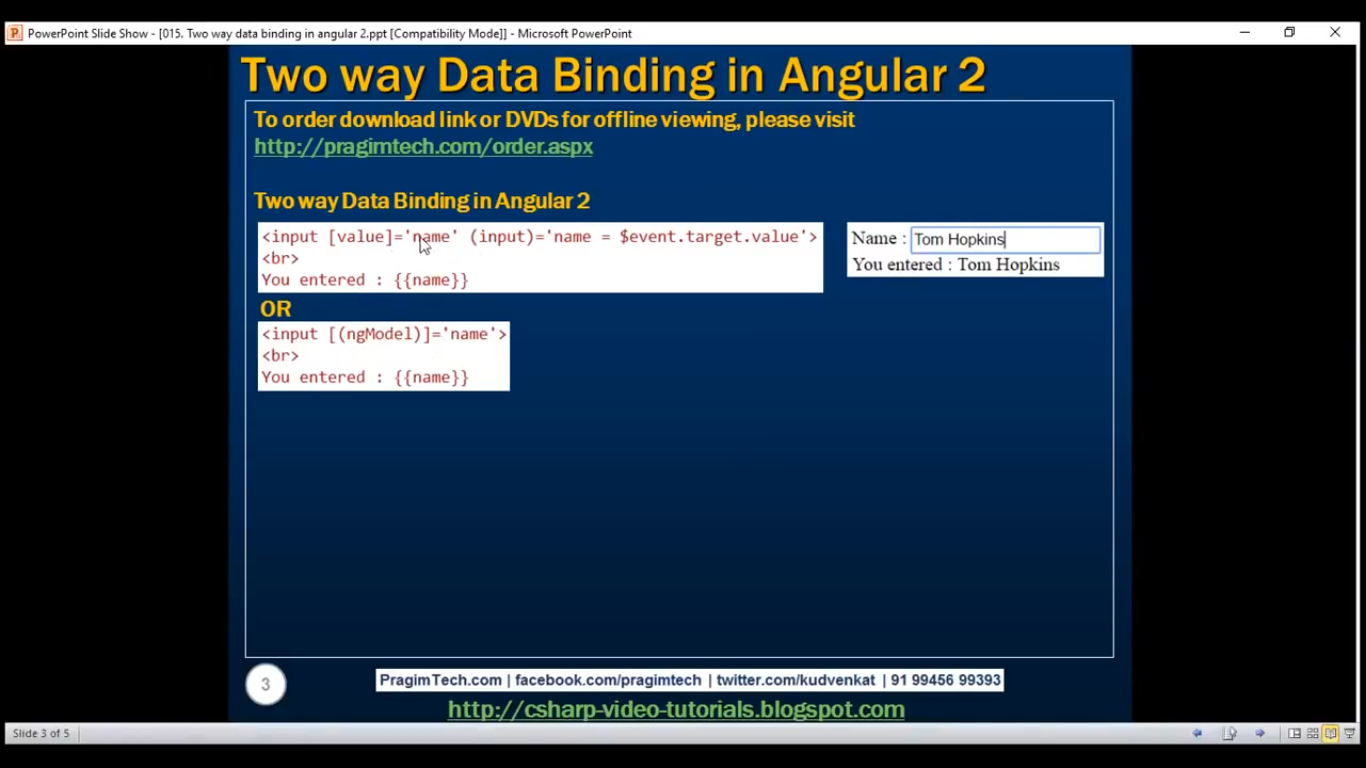 PowerPoint Slide Show - [015. Two way data binding in angular 2.ppt [Compatibility Mode]] - Microsoft PowerPoint
Two way Data Binding in Angular 2
To order download link or DVDs for offline viewing, please visit
http://pragimtech.com/order.aspx
Two way Data Binding in Angular 2
<input [value]='name' (input)='name = $event.target.value'>
<br>
You entered : {{name}}
Name : Tom Hopkins
You entered : Tom Hopkins
OR
<input [(ngModel)]='name'>
<br>
You entered : {{name}}
3
PragimTech.com | facebook.com/pragimtech | twitter.com/kudvenkat | 91 99456 99393
http://csharp-video-tutorials.blogspot.com
Slide 3 of 5